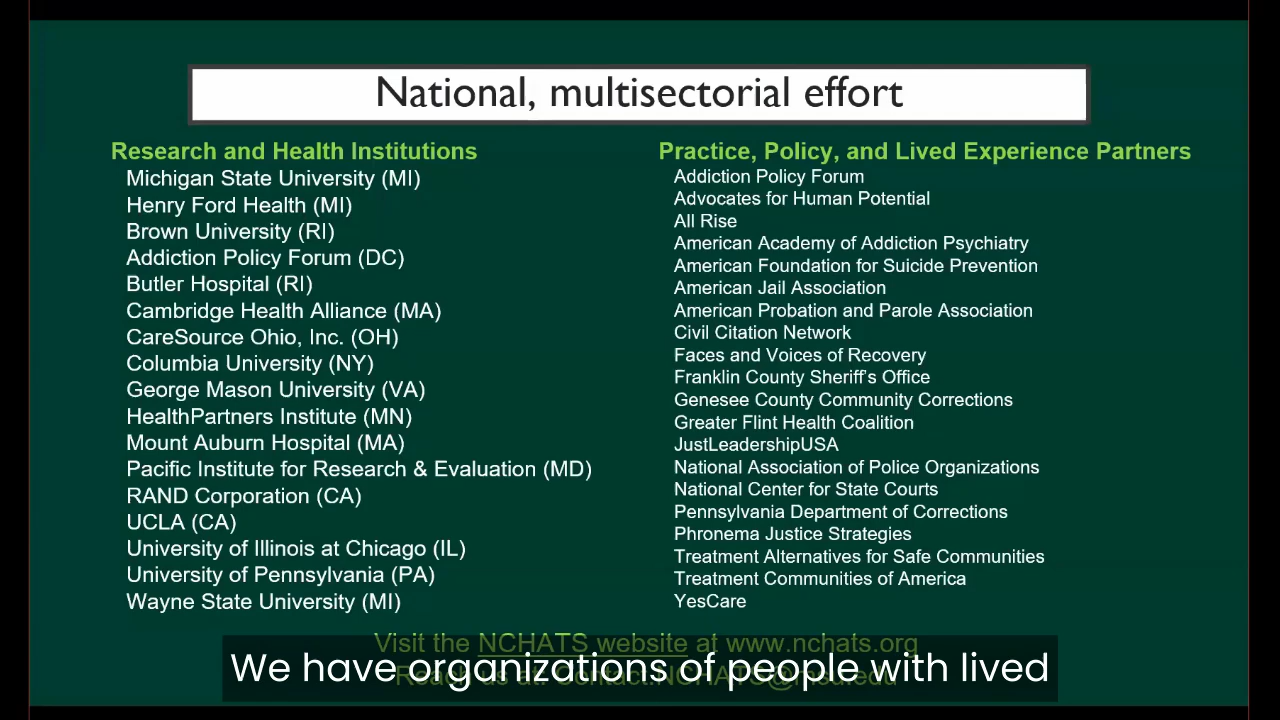 National, multisectorial effort
Research and Health Institutions
Michigan State University (MI)
Henry Ford Health (MI)
Brown University (RI)
Addiction Policy Forum (DC)
Butler Hospital (RI)
Cambridge Health Alliance (MA)
CareSource Ohio, Inc. (OH)
Columbia University (NY)
George Mason University (VA)
HealthPartners Institute (MN)
Mount Auburn Hospital (MA)
Pacific Institute for Research & Evaluation (MD)
RAND Corporation (CA)
UCLA (CA)
University of Illinois at Chicago (IL)
University of Pennsylvania (PA)
Wayne State University (MI)
Practice, Policy, and Lived Experience Partners
Addiction Policy Forum
Advocates for Human Potential
All Rise
American Academy of Addiction Psychiatry
American Foundation for Suicide Prevention
American Jail Association
American Probation and Parole Association
Civil Citation Network
Faces and Voices of Recovery
Franklin County Sheriff's Office
Genesee County Community Corrections
Greater Flint Health Coalition
JustLeadershipUSA
National Association of Police Organizations
National Center for State Courts
Pennsylvania Department of Corrections
Phronema Justice Strategies
Treatment Alternatives for Safe Communities
Treatment Communities of America
YesCare
Visit the NCHATS website at www.nchats.org
Reach us at: Contact.NCHATS@msu.edu
We have organizations of people with lived